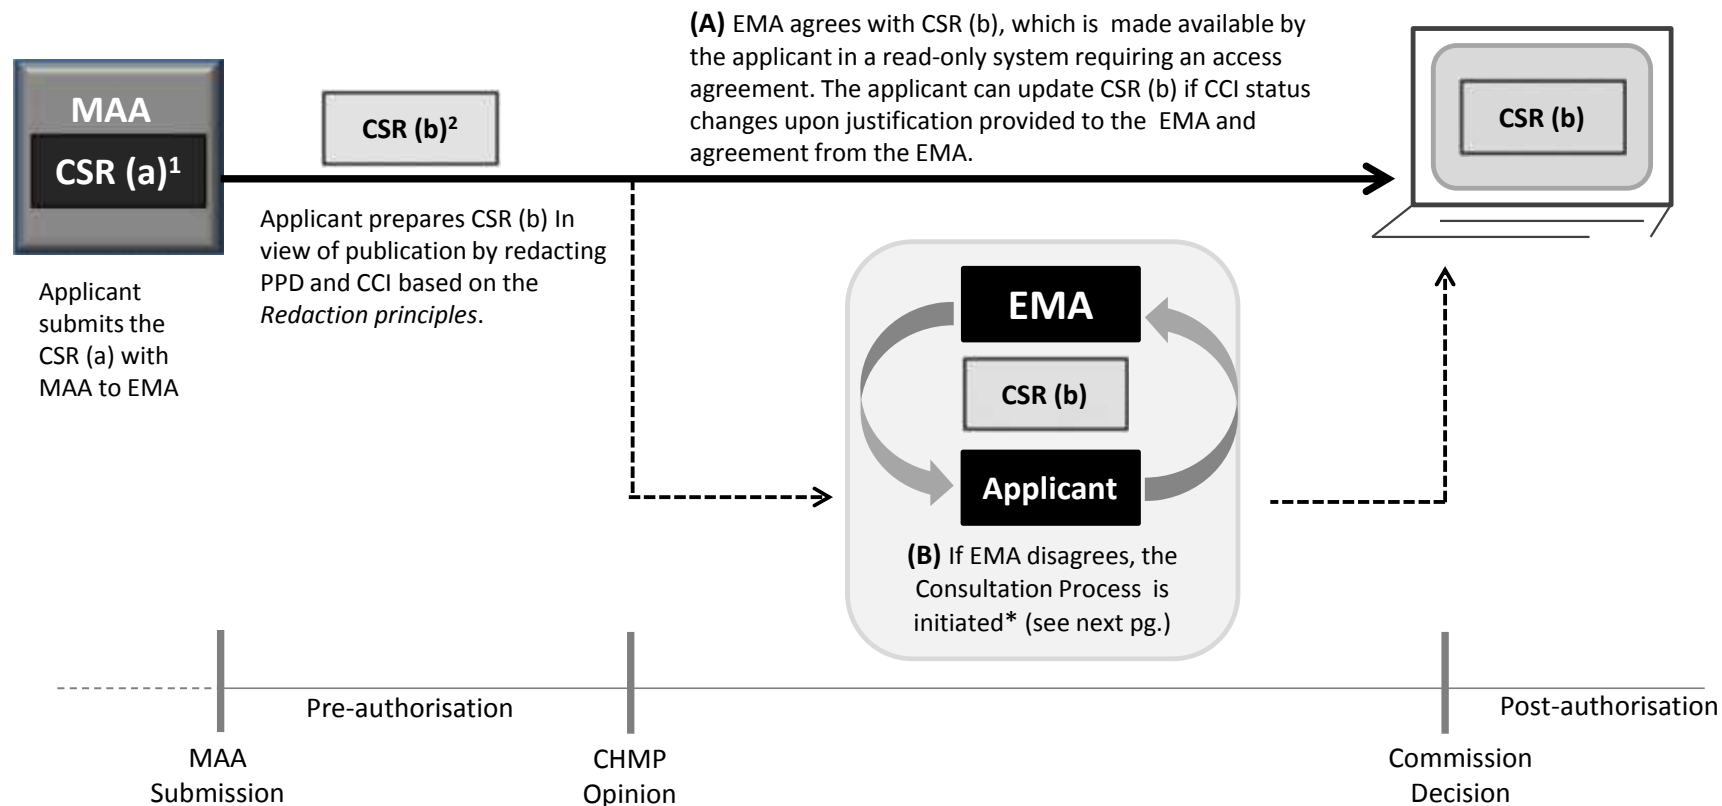 (A) EMA agrees with CSR (b), which is made available by
the applicant in a read-only system requiring an access
agreement. The applicant can update CSR (b) if CCI status
changes upon justification provided to the EMA and
agreement from the EMA.
MAA
CSR (a)¹
CSR (b)²
CSR (b)
Applicant
submits the
CSR (a) with
MAA to EMA
Applicant prepares CSR (b) In
view of publication by redacting
PPD and CCI based on the
Redaction principles.
EMA
CSR (b)
Applicant
(B) If EMA disagrees, the
Consultation Process is
initiated* (see next pg.)
Pre-authorisation
Post-authorisation
MAA
Submission
CHMP
Opinion
Commission
Decision